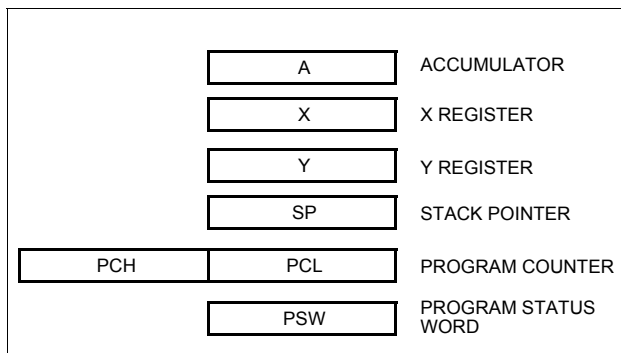 A ACCUMULATOR
X X REGISTER
Y Y REGISTER
SP STACK POINTER
PCH PCL PROGRAM COUNTER
PSW PROGRAM STATUS
WORD